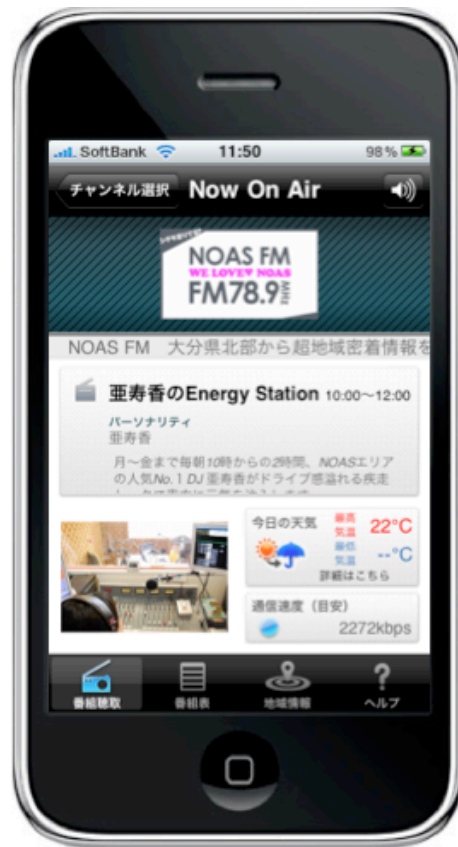 SoftBank 11:50 98%
チャンネル選択 Now On Air
NOAS FM
WE LOVE♥ NOAS
FM78.9MHz
NOAS FM 大分県北部から超地域密着情報を
亜寿香のEnergy Station 10:00〜12:00
パーソナリティ
亜寿香
月〜金まで毎朝10時からの2時間、NOASエリア
の人気No.1 DJ 亜寿香がドライブ感溢れる疾走
今日の天気 最高気温 22°C
最低気温 --°C
詳細はこちら
通信速度（目安）
2272kbps
番組聴取 番組表 地域情報 ヘルプ